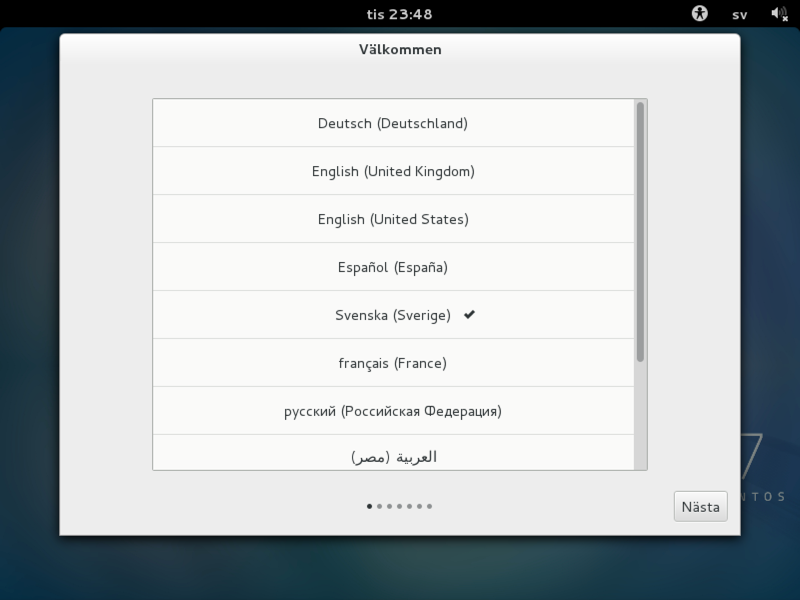 tis 23:48
sv
Välkommen
Deutsch (Deutschland)
English (United Kingdom)
English (United States)
Español (España)
Svenska (Sverige)
français (France)
русский (Российская Федерация)
العربية (مصر)
7
NTOS
Nästa